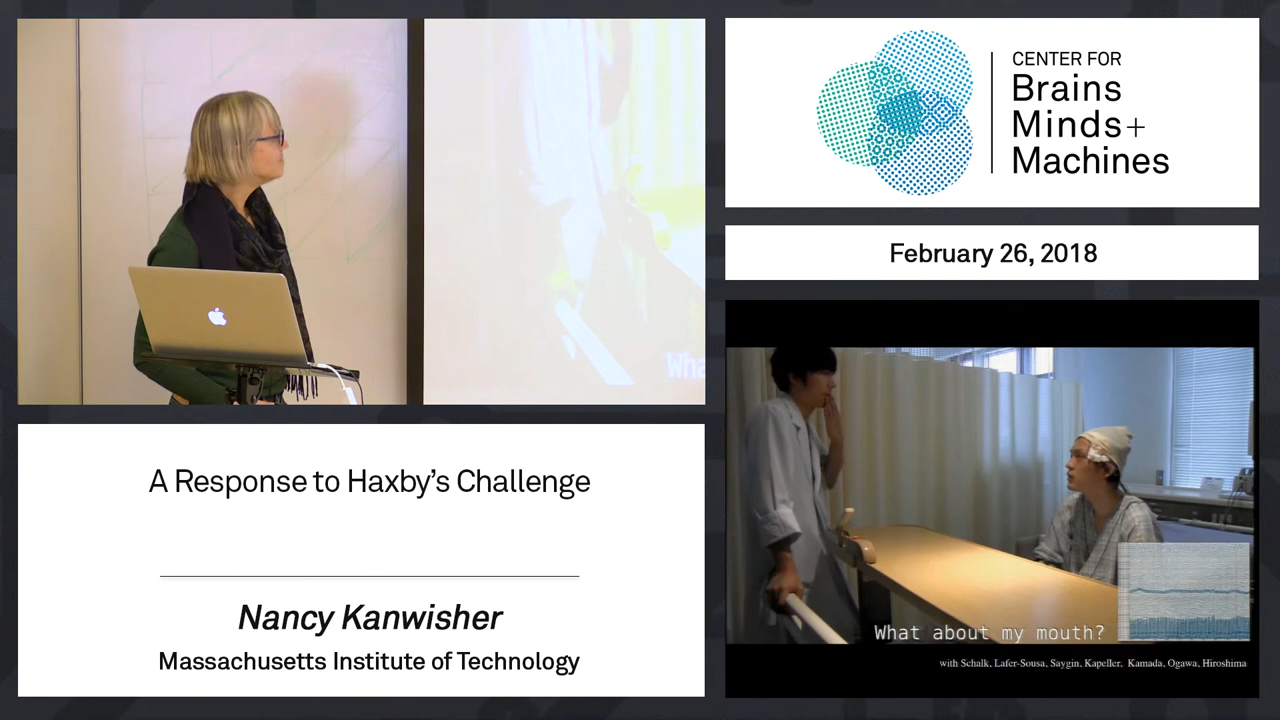 CENTER FOR
Brains
Minds+
Machines
February 26, 2018
A Response to Haxby's Challenge
Nancy Kanwisher
Massachusetts Institute of Technology
What about my mouth?
with Schalk, Lafer-Sousa, Saygin, Kapeller, Kamada, Ogawa, Hiroshima